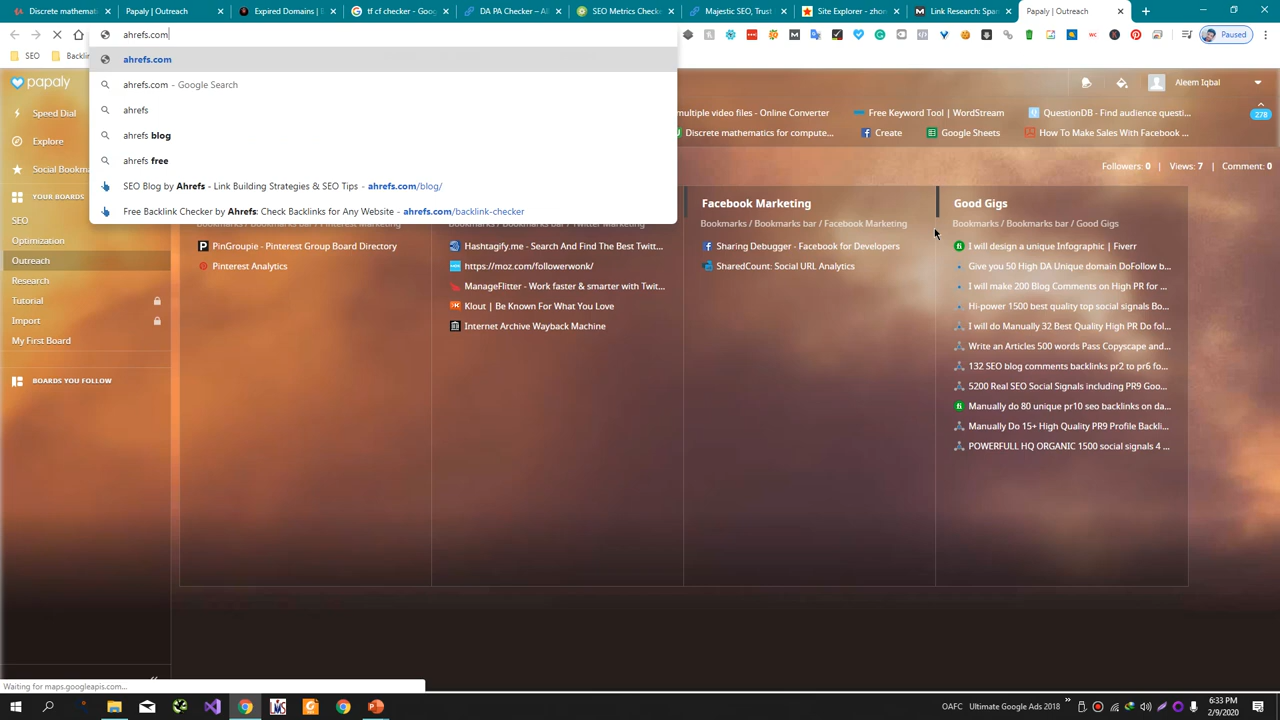 Discrete matem
Papaly | Outreach
Expired Domains |
tf cf checker - Goo
DA PA Checker – Al
SEO Metrics Check
Majestic SEO, Trust
Site Explorer - zho
Link Research: Spa
Papaly | Outreach
ahrefs.com
Paused
SEO
Backlin
ahrefs.com
ahrefs.com - Google Search
ahrefs
ahrefs blog
ahrefs free
SEO Blog by Ahrefs - Link Building Strategies & SEO Tips - ahrefs.com/blog/
Free Backlink Checker by Ahrefs: Check Backlinks for Any Website - ahrefs.com/backlink-checker
papaly
Aleem Iqbal
Speed Dial
Explore
Social Bookma
YOUR BOARDS
SEO
Optimization
Outreach
Research
Tutorial
Import
My First Board
BOARDS YOU FOLLOW
multiple video files - Online Converter
Free Keyword Tool | WordStream
QuestionDB - Find audience questi...
278
Discrete mathematics for compute...
Create
Google Sheets
How To Make Sales With Facebook ...
Followers: 0 | Views: 7 | Comment: 0
PinGroupie - Pinterest Group Board Directory
Pinterest Analytics
Hashtagify.me - Search And Find The Best Twitt...
https://moz.com/followerwonk/
ManageFlitter - Work faster & smarter with Twit...
Klout | Be Known For What You Love
Internet Archive Wayback Machine
Facebook Marketing
Bookmarks / Bookmarks bar / Facebook Marketing
Sharing Debugger - Facebook for Developers
SharedCount: Social URL Analytics
Good Gigs
Bookmarks / Bookmarks bar / Good Gigs
I will design a unique Infographic | Fiverr
Give you 50 High DA Unique domain DoFollow b...
I will make 200 Blog Comments on High PR for ...
Hi-power 1500 best quality top social signals Bo...
I will do Manually 32 Best Quality High PR Do fol...
Write an Articles 500 words Pass Copyscape and...
132 SEO blog comments backlinks pr2 to pr6 fo...
5200 Real SEO Social Signals including PR9 Goo...
Manually do 80 unique pr10 seo backlinks on da...
Manually Do 15+ High Quality PR9 Profile Backli...
POWERFULL HQ ORGANIC 1500 social signals 4 ...
Waiting for maps.googleapis.com...
OAFC
Ultimate Google Ads 2018
6:33 PM
2/9/2020